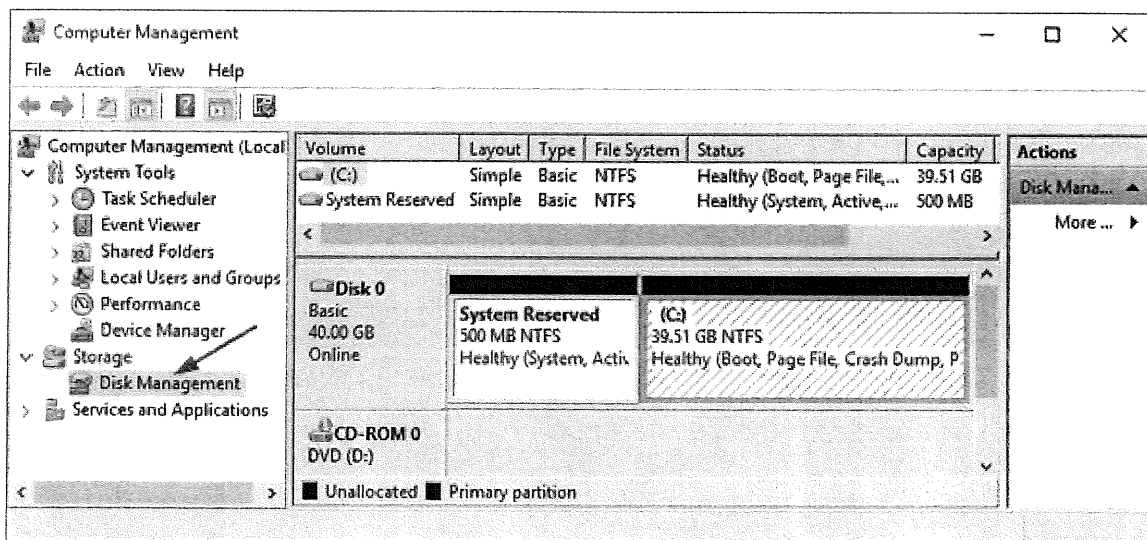 Computer Management
File Action View Help
Computer Management (Local
System Tools
Task Scheduler
Event Viewer
Shared Folders
Local Users and Groups
Performance
Device Manager
Storage
Disk Management
Services and Applications
Volume Layout Type File System Status Capacity
(C:) Simple Basic NTFS Healthy (Boot, Page File,... 39.51 GB
System Reserved Simple Basic NTFS Healthy (System, Active,... 500 MB
Disk 0
Basic
40.00 GB
Online
System Reserved
500 MB NTFS
Healthy (System, Activ
(C:)
39.51 GB NTFS
Healthy (Boot, Page File, Crash Dump, P
CD-ROM 0
DVD (D:)
Unallocated Primary partition
Actions
Disk Mana...
More ...